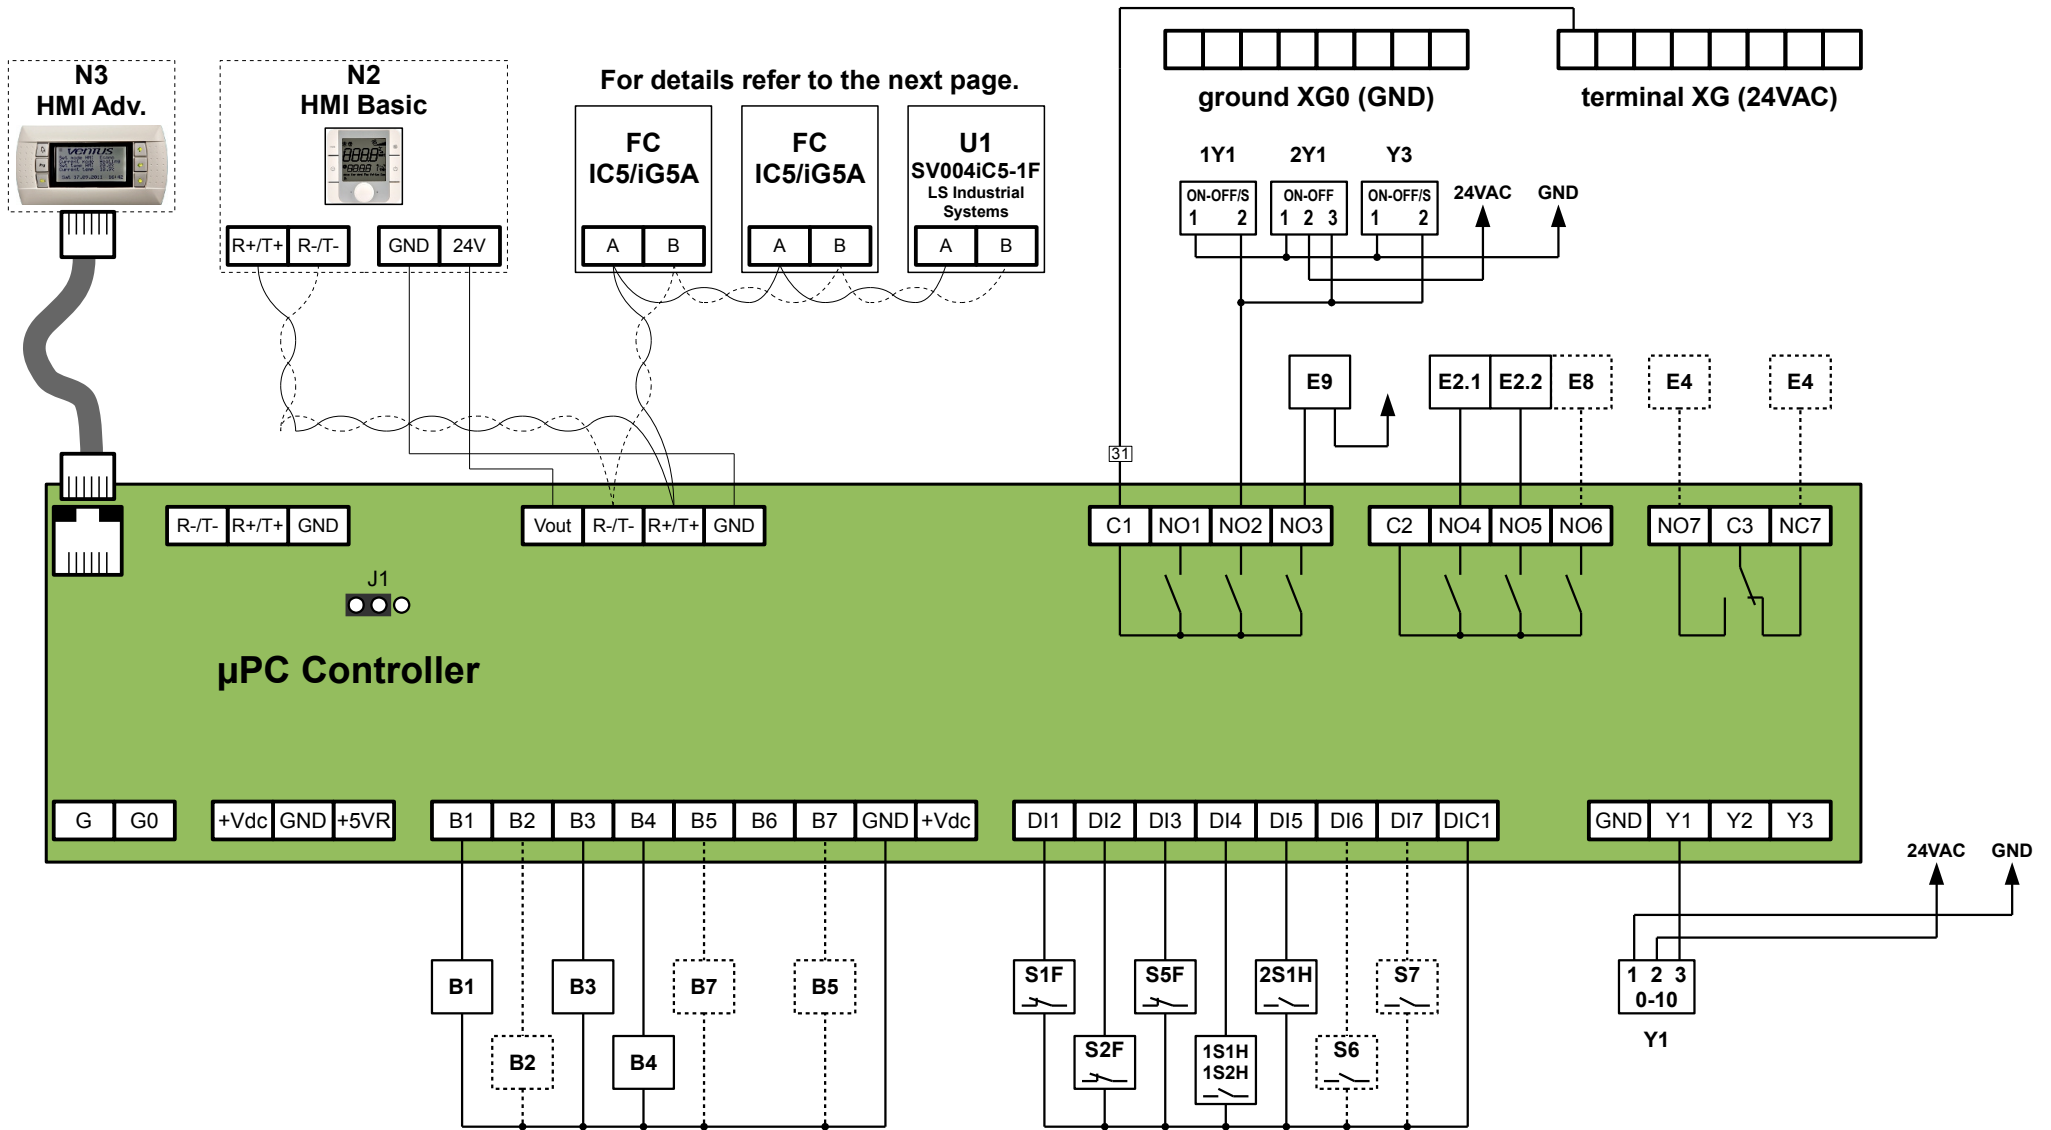 N3
HMI Adv.
VENTUS
N2
HMI Basic
R+/T+ R-/T- GND 24V
For details refer to the next page.
FC
IC5/iG5A
A B
FC
IC5/iG5A
A B
U1
SV004iC5-1F
LS Industrial
Systems
A B
ground XG0 (GND)
terminal XG (24VAC)
1Y1 2Y1 Y3
ON-OFF/S
1 2
ON-OFF
1 2 3
ON-OFF/S
1 2
24VAC GND
E9 E2.1 E2.2 E8 E4 E4
31
R-/T- R+/T+ GND
Vout R-/T- R+/T+ GND
C1 NO1 NO2 NO3
C2 NO4 NO5 NO6
NO7 C3 NC7
J1
µPC Controller
G G0
+Vdc GND +5VR
B1 B2 B3 B4 B5 B6 B7 GND +Vdc
DI1 DI2 DI3 DI4 DI5 DI6 DI7 DIC1
GND Y1 Y2 Y3
24VAC GND
B1 B3 B7 B5
B2 B4
S1F S5F 2S1H S7
S2F
1S1H
1S2H
S6
1 2 3
0-10
Y1